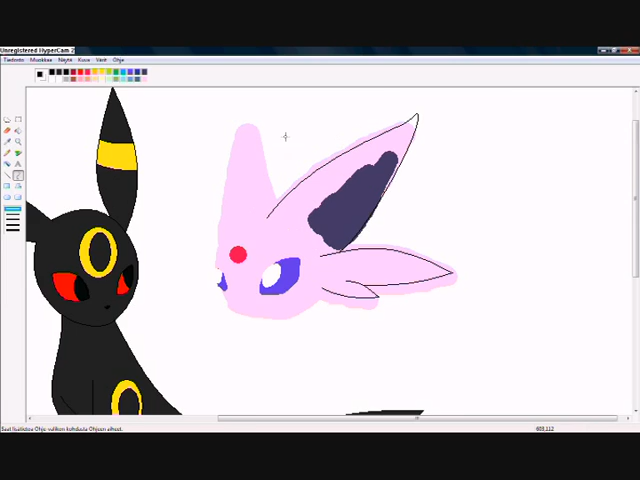 Unregistered HyperCam 2
Tiedosto Muokkaa Näytä Kuva Värit Ohje
Saat lisätietoa Ohje-valikon kohdasta Ohjeen aiheet.
603,112